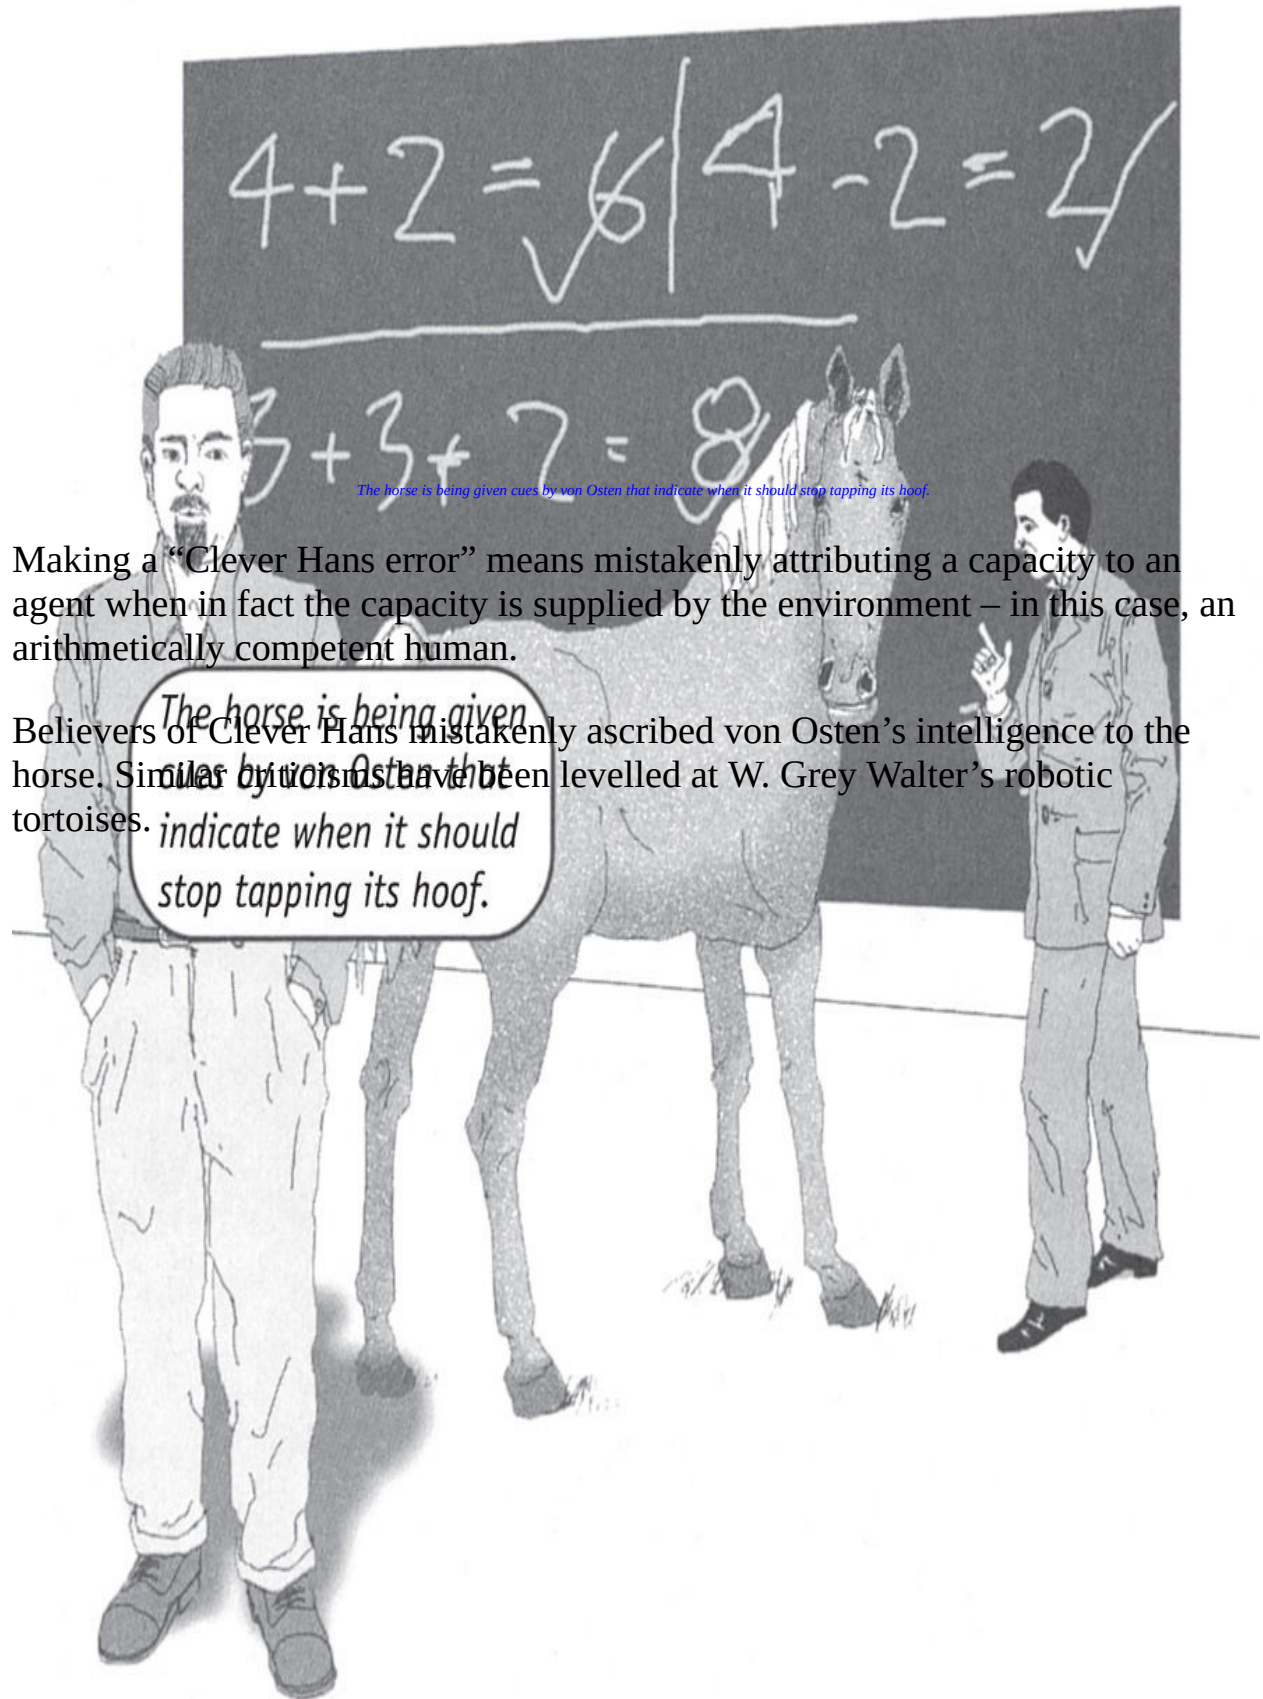 4 + 2 = 6 | 4 - 2 = 2
3 + 3 + 2 = 8
The horse is being given cues by von Osten that indicate when it should stop tapping its hoof.
Making a “Clever Hans error” means mistakenly attributing a capacity to an
agent when in fact the capacity is supplied by the environment – in this case, an
arithmetically competent human.
The horse is being given
cues by von Osten that
indicate when it should
stop tapping its hoof.
Believers of Clever Hans mistakenly ascribed von Osten’s intelligence to the
horse. Similar criticisms have been levelled at W. Grey Walter’s robotic
tortoises.